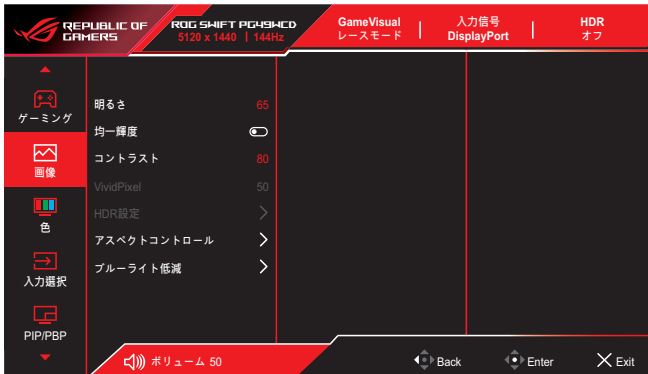 REPUBLIC OF
GAMERS
ROG SWIFT PG49WCD
5120 x 1440 | 144Hz
GameVisual
レースモード
入力信号
DisplayPort
HDR
オフ
ゲーミング
画像
色
入力選択
PIP/PBP
明るさ 65
均一輝度
コントラスト 80
VividPixel 50
HDR設定
アスペクトコントロール
ブルーライト低減
ボリューム 50
Back
Enter
Exit